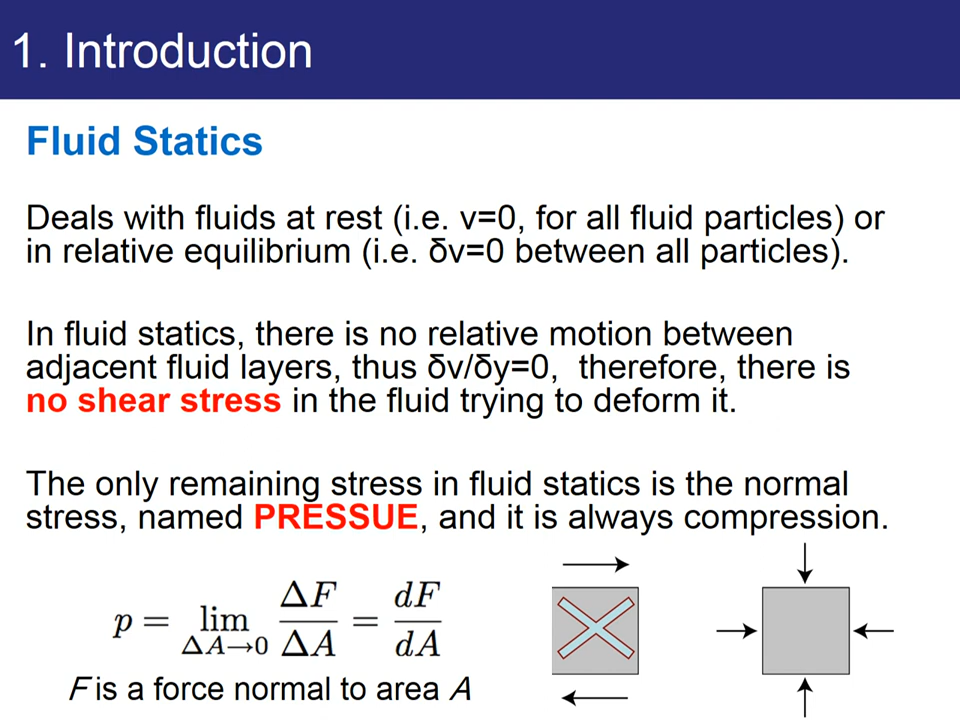 1. Introduction
Fluid Statics
Deals with fluids at rest (i.e. v=0, for all fluid particles) or
in relative equilibrium (i.e. δv=0 between all particles).
In fluid statics, there is no relative motion between
adjacent fluid layers, thus δv/δy=0, therefore, there is
no shear stress in the fluid trying to deform it.
The only remaining stress in fluid statics is the normal
stress, named PRESSUE, and it is always compression.
p = lim ΔA→0 ΔF/ΔA = dF/dA
F is a force normal to area A